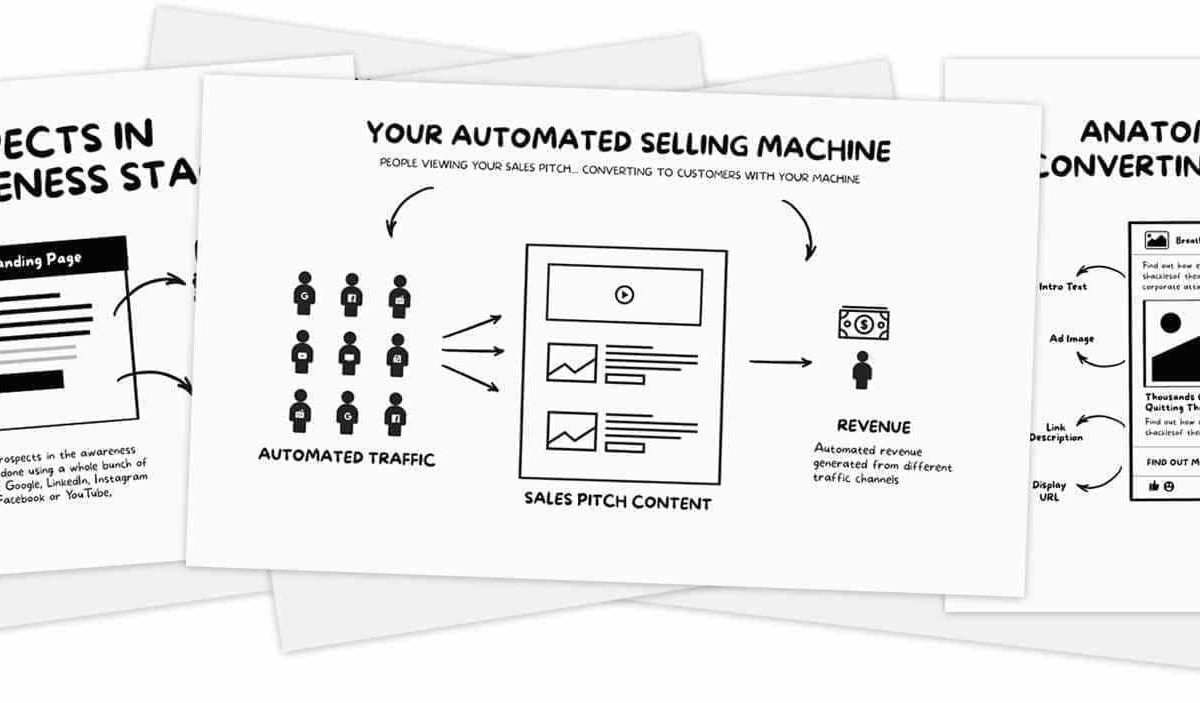 PECTS IN
ENESS STA
anding Page
rospects in the awareness
done using a whole bunch of
Google, LinkedIn, Instagram
Facebook or YouTube.
YOUR AUTOMATED SELLING MACHINE
PEOPLE VIEWING YOUR SALES PITCH... CONVERTING TO CUSTOMERS WITH YOUR MACHINE
AUTOMATED TRAFFIC
SALES PITCH CONTENT
$
REVENUE
Automated revenue
generated from different
traffic channels
ANATO
CONVERTIN
Intro Text
Ad Image
Link
Description
Display
URL
Breat
Find out how e
shacklesof the
corporate atti
Thousands
Quitting Th
Find out how
shacklesof the
FIND OUT M